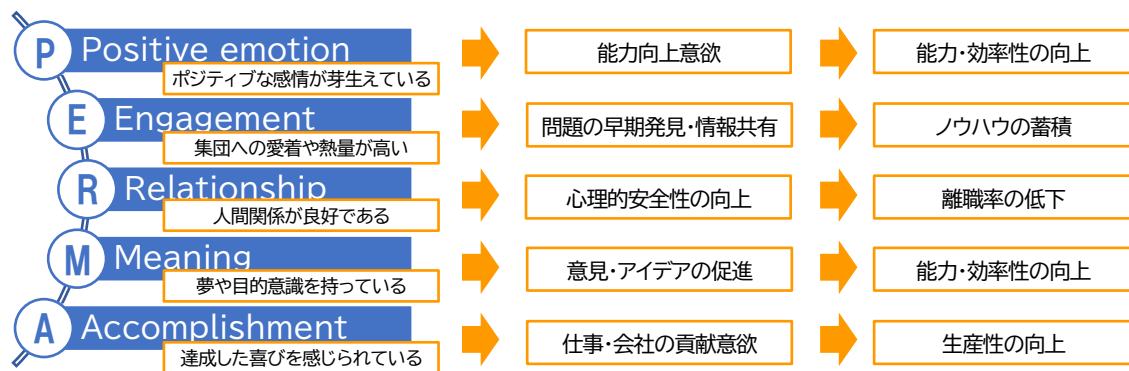 P Positive emotion
ポジティブな感情が芽生えている
能力向上意欲
能力・効率性の向上
E Engagement
集団への愛着や熱量が高い
問題の早期発見・情報共有
ノウハウの蓄積
R Relationship
人間関係が良好である
心理的安全性の向上
離職率の低下
M Meaning
夢や目的意識を持っている
意見・アイデアの促進
能力・効率性の向上
A Accomplishment
達成した喜びを感じられている
仕事・会社の貢献意欲
生産性の向上